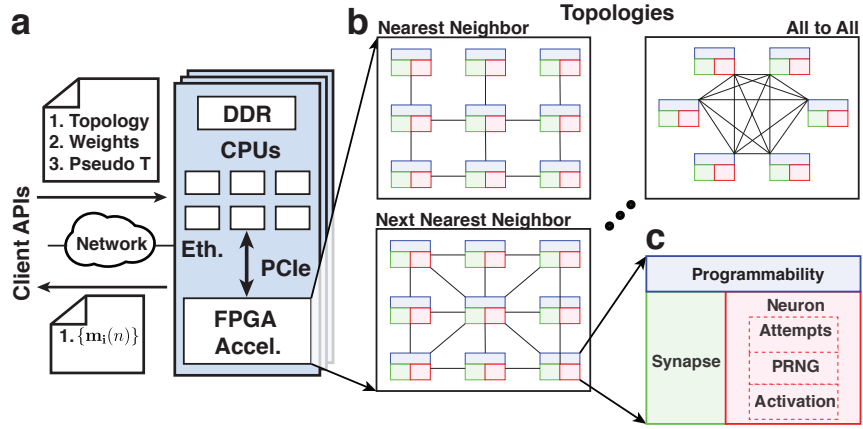 a
1. Topology
2. Weights
3. Pseudo T
Client APIs
Network
1. {m_i(n)}
DDR
CPUs
Eth.
PCIe
FPGA
Accel.
b
Topologies
Nearest Neighbor
All to All
Next Nearest Neighbor
c
Programmability
Synapse
Neuron
Attempts
PRNG
Activation